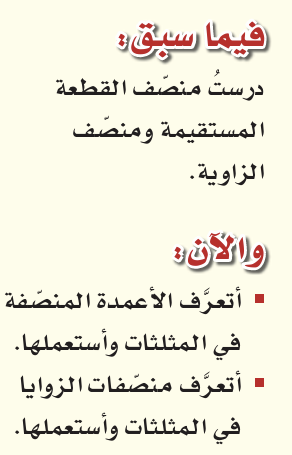 فيما سبق:
درستُ منصّف القطعة
المستقيمة ومنصّف
الزاوية.
والآن:
▪ أتعرَّف الأعمدة المنصّفة
في المثلثات وأستعملها.
▪ أتعرَّف منصّفات الزوايا
في المثلثات وأستعملها.